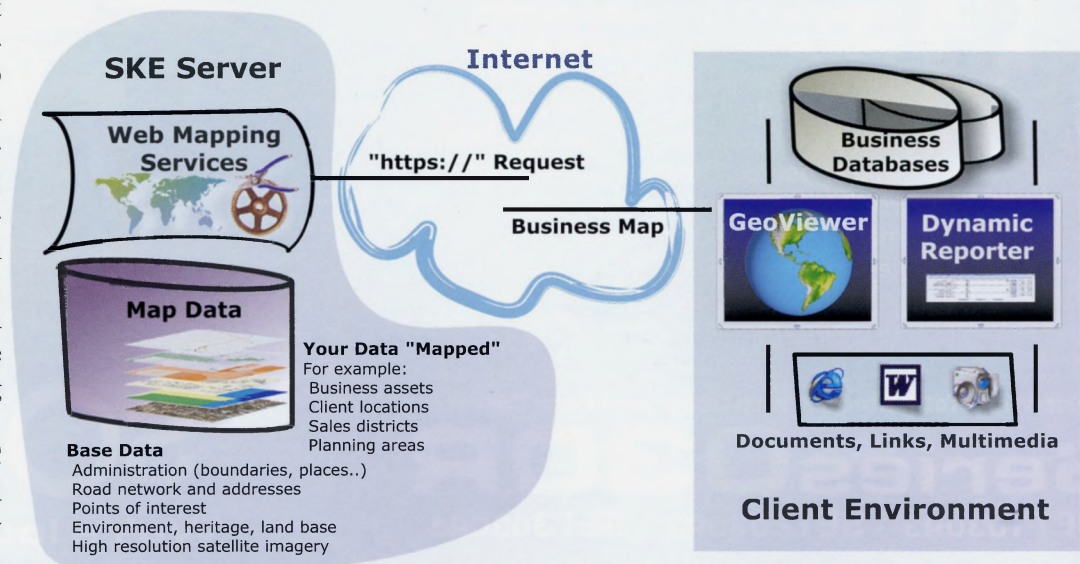 SKE Server
Web Mapping
Services
Map Data
Your Data "Mapped"
For example:
Business assets
Client locations
Sales districts
Planning areas
Base Data
Administration (boundaries, places..)
Road network and addresses
Points of interest
Environment, heritage, land base
High resolution satellite imagery
Internet
"https://" Request
Business Map
Business
Databases
GeoViewer
Dynamic
Reporter
W
Documents, Links, Multimedia
Client Environment